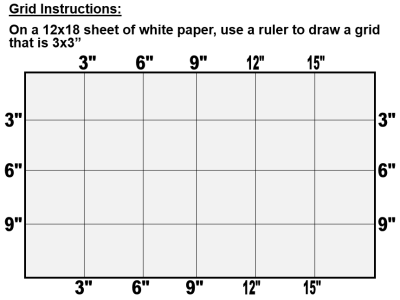 Grid Instructions:
On a 12x18 sheet of white paper, use a ruler to draw a grid
that is 3x3”
3" 6" 9" 12" 15"
3" 3"
6" 6"
9" 9"
3" 6" 9" 12" 15"